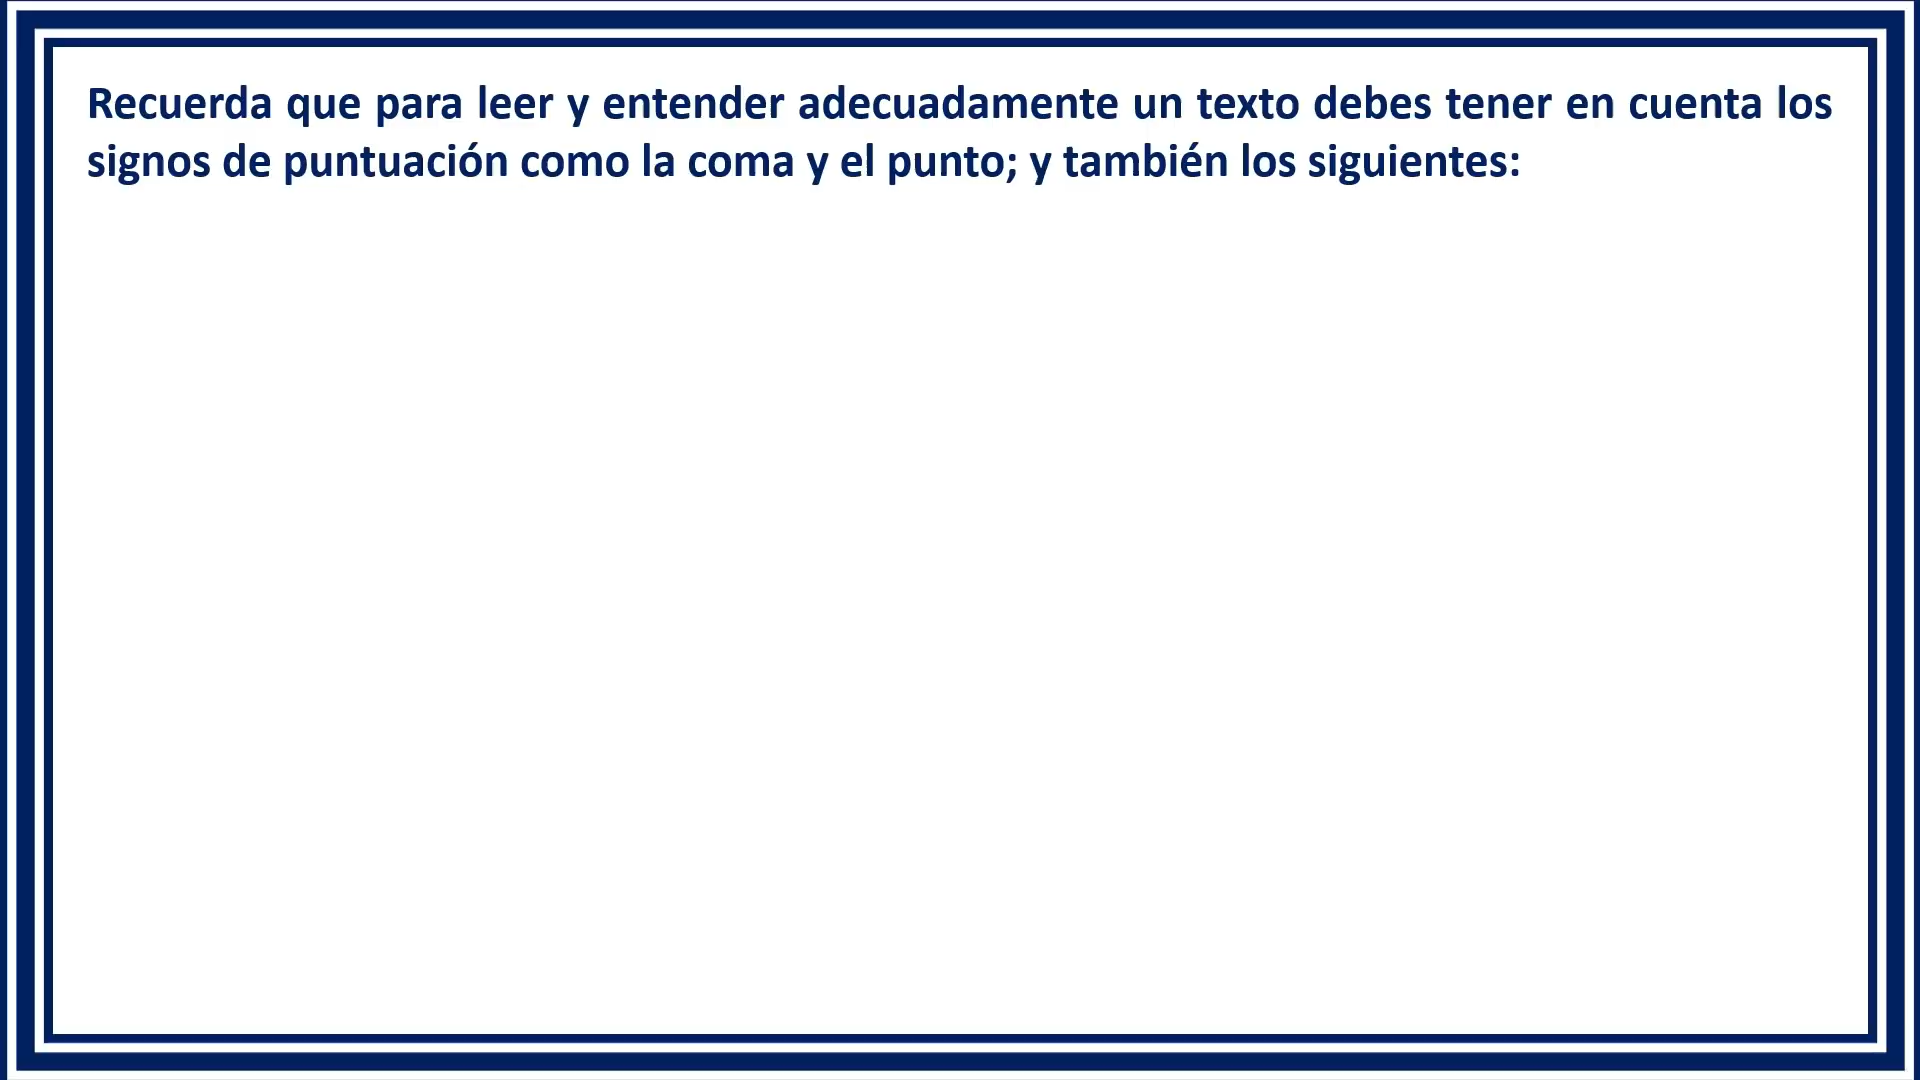 Recuerda que para leer y entender adecuadamente un texto debes tener en cuenta los
signos de puntuación como la coma y el punto; y también los siguientes: